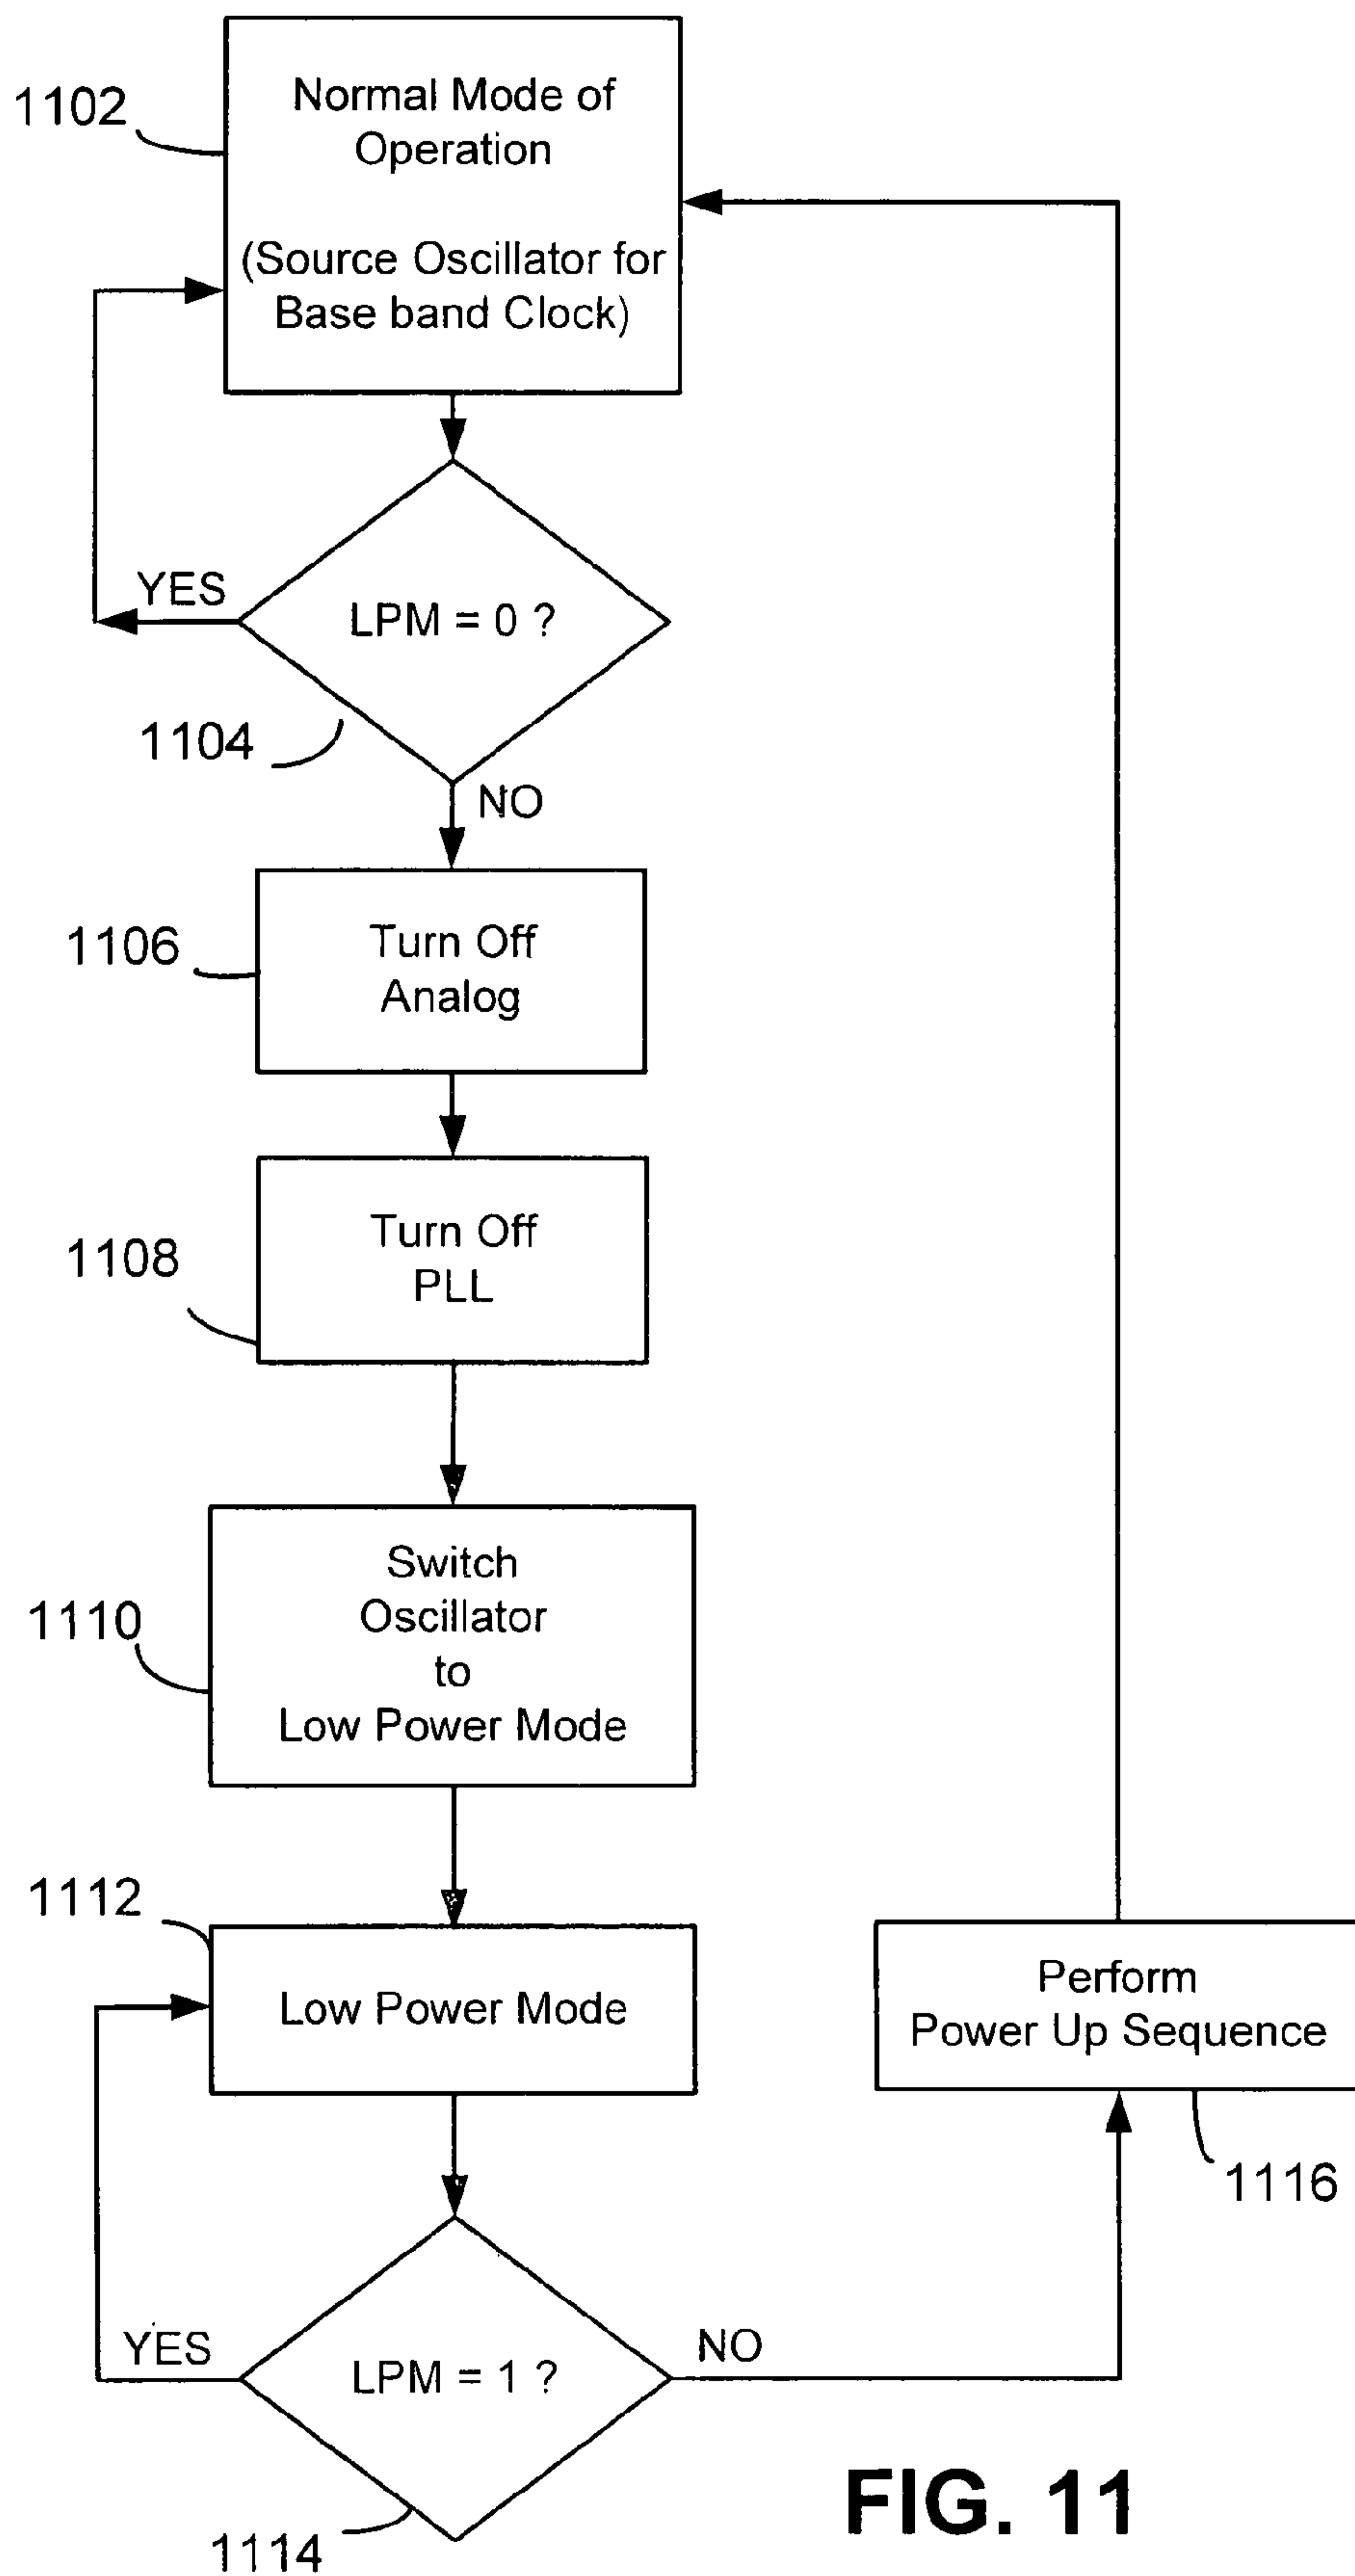 1102
Normal Mode of
Operation
(Source Oscillator for
Base band Clock)
YES
LPM = 0 ?
1104
NO
1106
Turn Off
Analog
1108
Turn Off
PLL
1110
Switch
Oscillator
to
Low Power Mode
1112
Low Power Mode
Perform
Power Up Sequence
1116
YES
LPM = 1 ?
NO
1114
FIG. 11